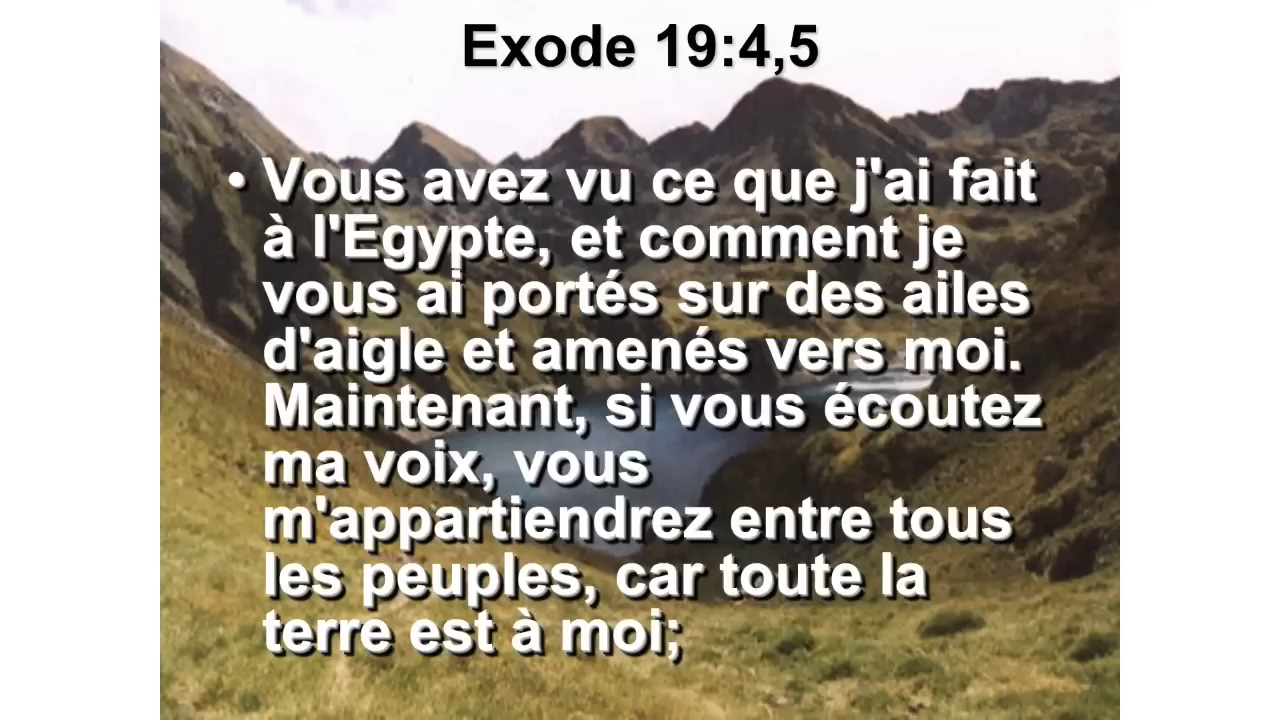 Exode 19:4,5
• Vous avez vu ce que j'ai fait
à l'Egypte, et comment je
vous ai portés sur des ailes
d'aigle et amenés vers moi.
Maintenant, si vous écoutez
ma voix, vous
m'appartiendrez entre tous
les peuples, car toute la
terre est à moi;